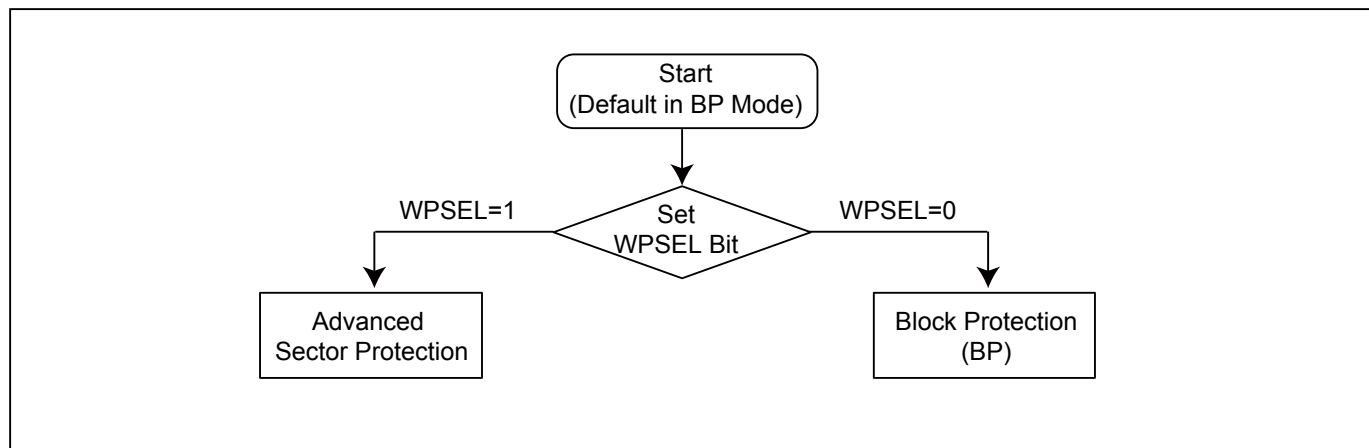 Start
(Default in BP Mode)
WPSEL=1
Set
WPSEL Bit
WPSEL=0
Advanced
Sector Protection
Block Protection
(BP)